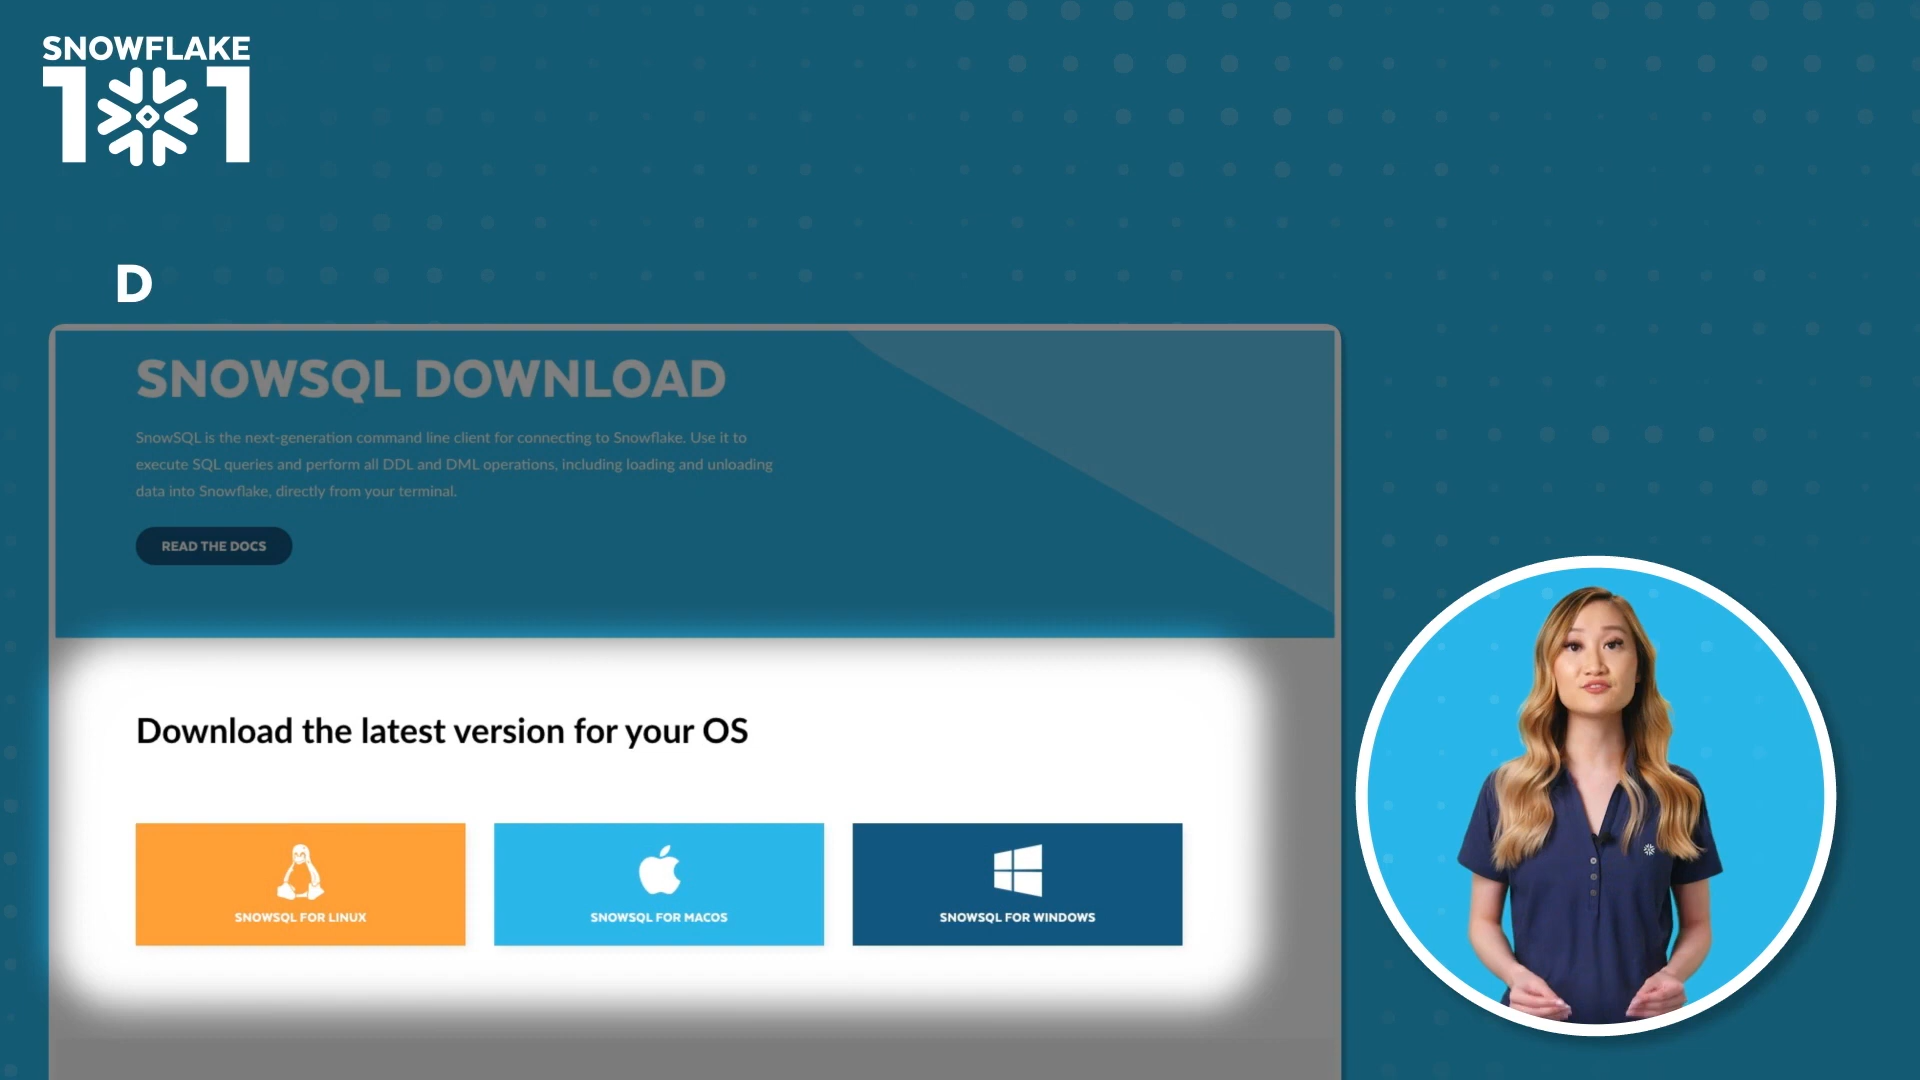 SNOWFLAKE
101
D
SNOWSQL DOWNLOAD
SnowSQL is the next-generation command line client for connecting to Snowflake. Use it to
execute SQL queries and perform all DDL and DML operations, including loading and unloading
data into Snowflake, directly from your terminal.
READ THE DOCS
Download the latest version for your OS
SNOWSQL FOR LINUX
SNOWSQL FOR MACOS
SNOWSQL FOR WINDOWS